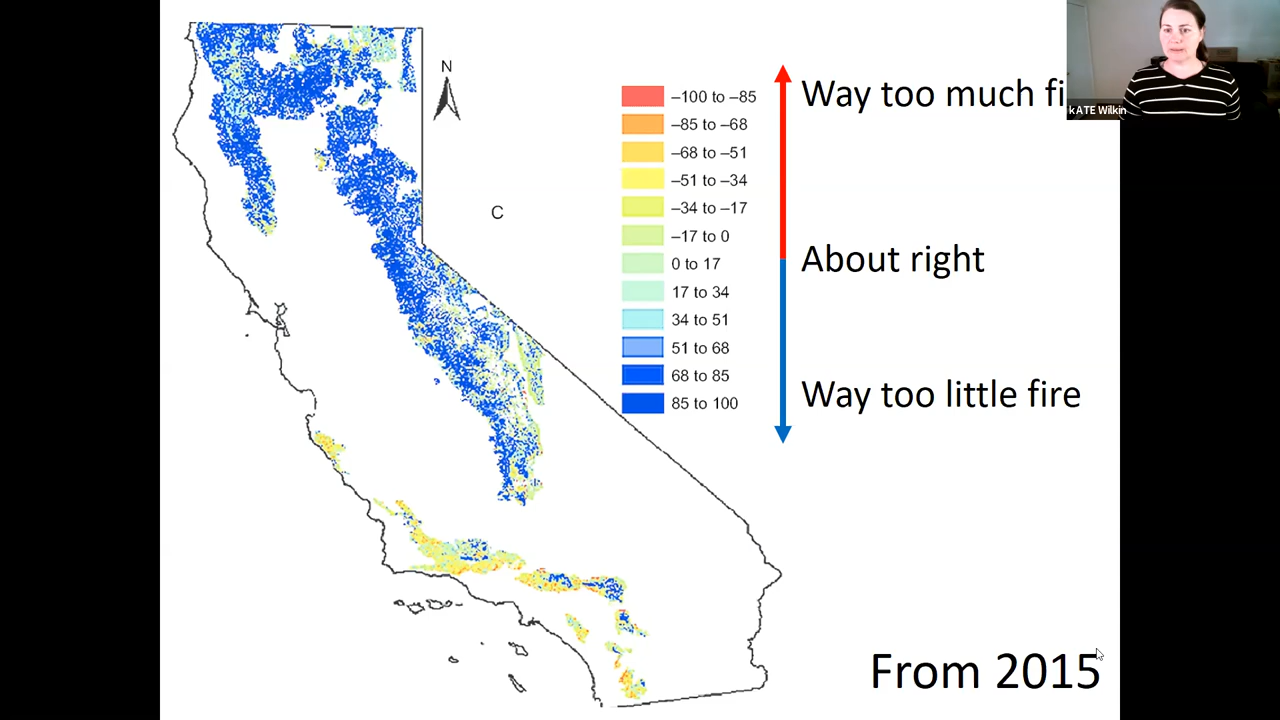 N
C
–100 to –85
–85 to –68
–68 to –51
–51 to –34
–34 to –17
–17 to 0
0 to 17
17 to 34
34 to 51
51 to 68
68 to 85
85 to 100
Way too much fi
About right
Way too little fire
From 2015
kATE Wilkin